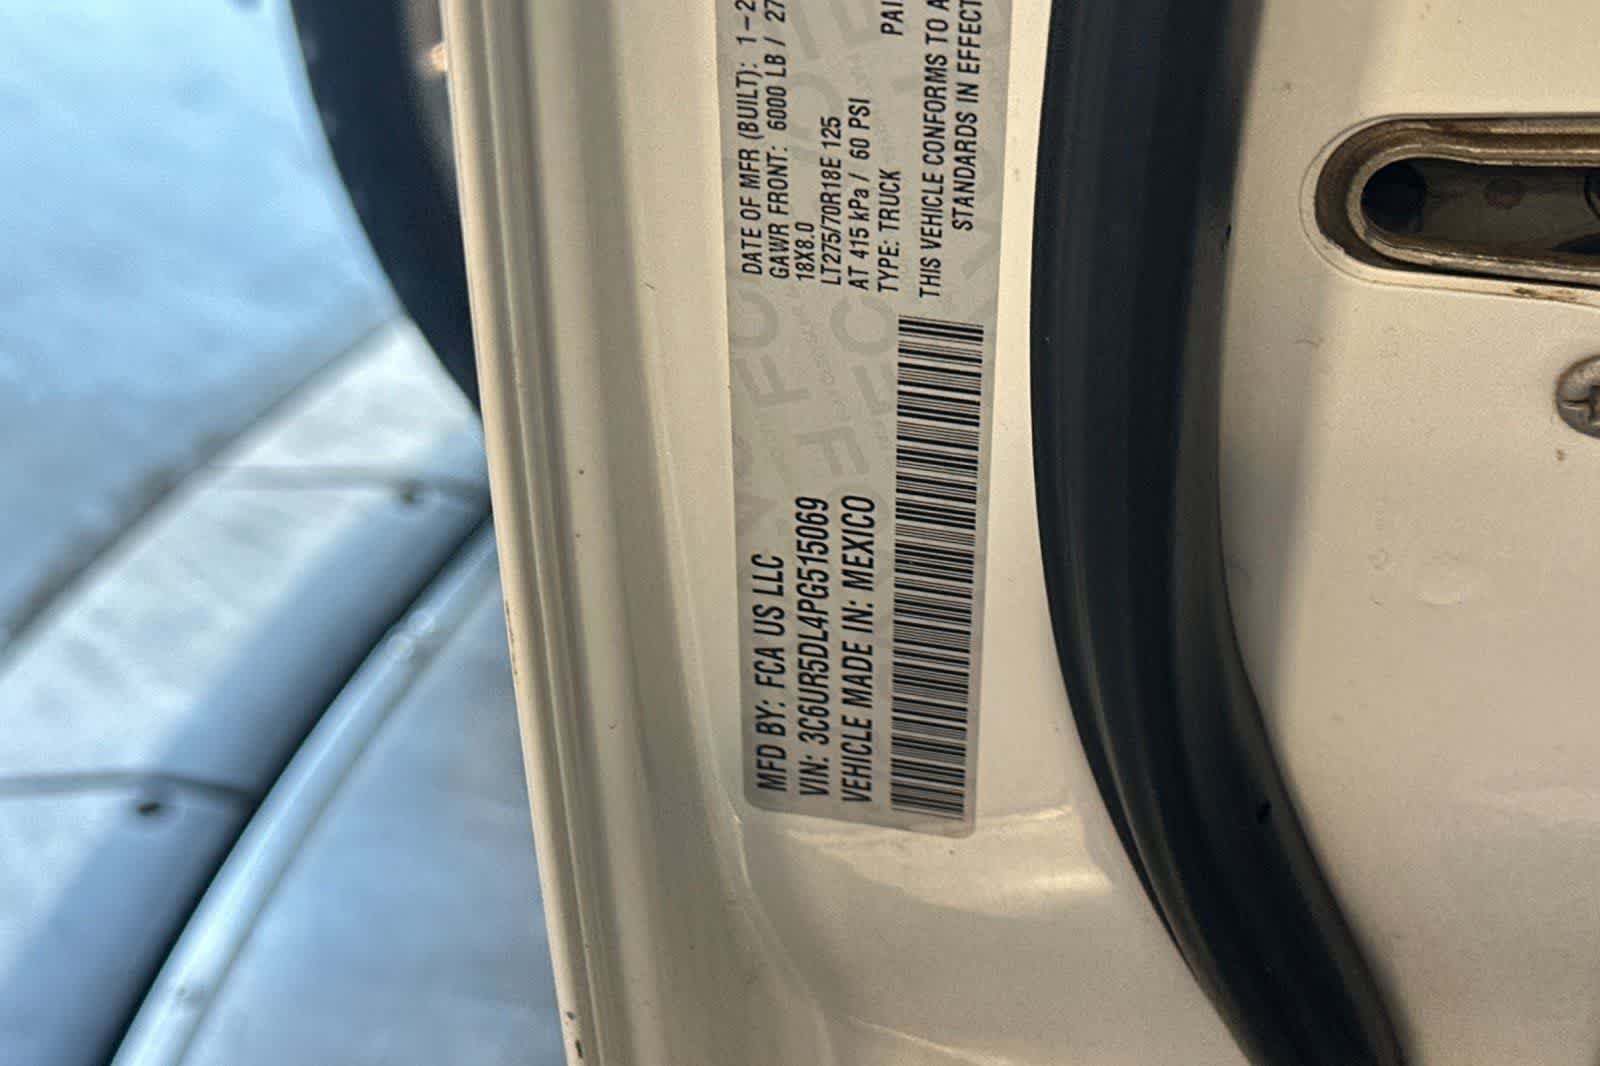 MFD BY: FCA US LLC
VIN: 3C6UR5DL4PG515069
VEHICLE MADE IN: MEXICO
DATE OF MFR (BUILT): 1-2
GAWR FRONT: 6000 LB / 27
18X8.0
LT275/70R18E 125
AT 415 kPa / 60 PSI
TYPE: TRUCK PAI
THIS VEHICLE CONFORMS TO A
STANDARDS IN EFFECT